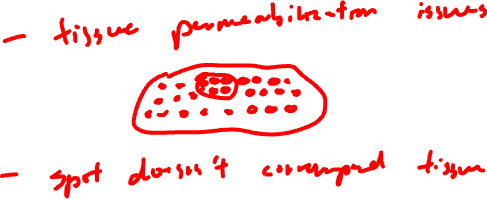 - tissue permeabilization issues
- spot doesn't correspond tissue